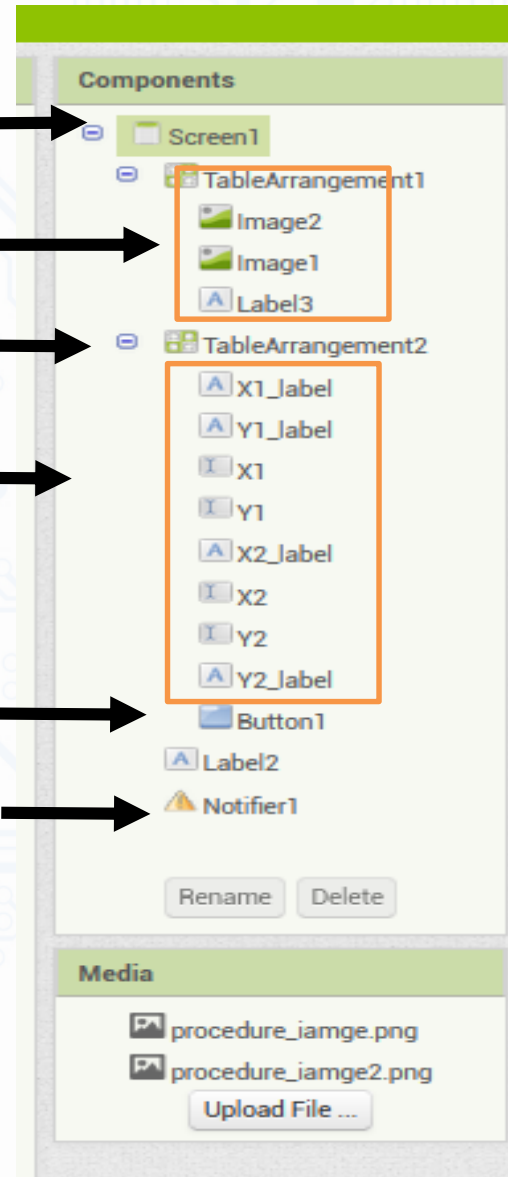 Components
Screen1
TableArrangement1
Image2
Image1
Label3
TableArrangement2
X1_label
Y1_label
X1
Y1
X2_label
X2
Y2
Y2_label
Button1
Label2
Notifier1
Rename Delete
Media
procedure_iamge.png
procedure_iamge2.png
Upload File ...